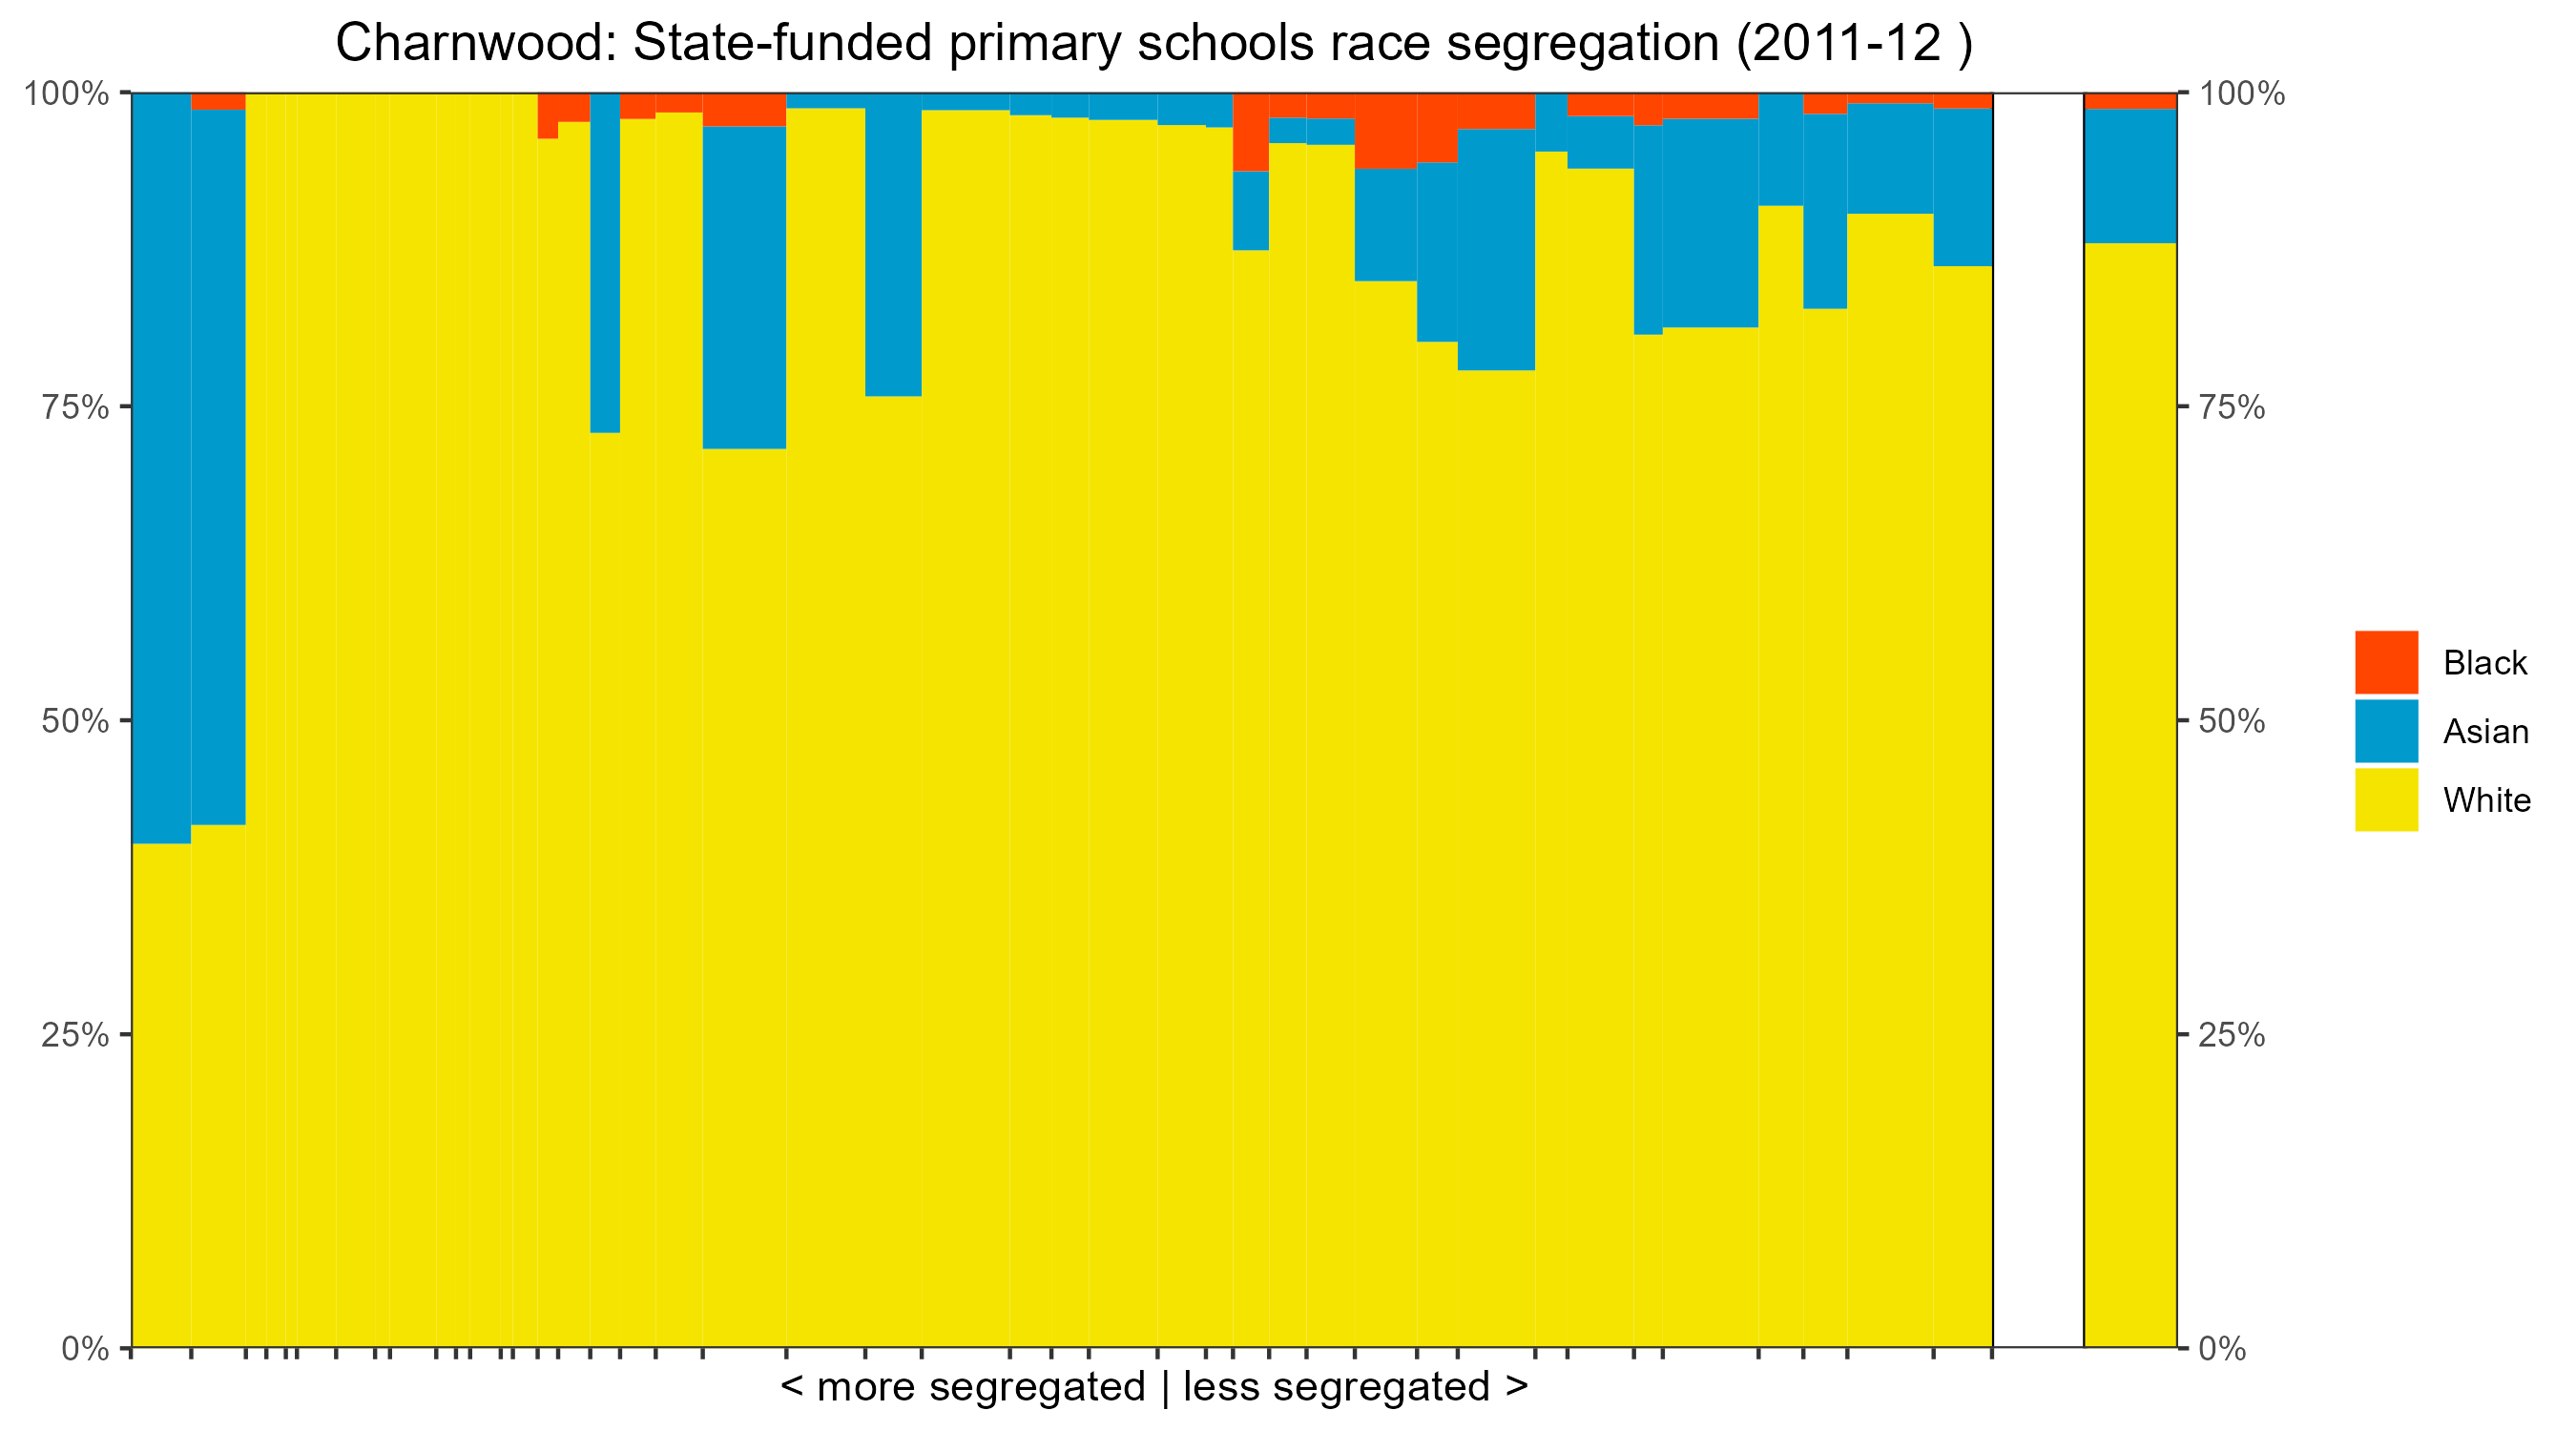 Charnwood: State-funded primary schools race segregation (2011-12 )
100%
75%
50%
25%
0%
100%
75%
50%
25%
0%
Black
Asian
White
< more segregated | less segregated >